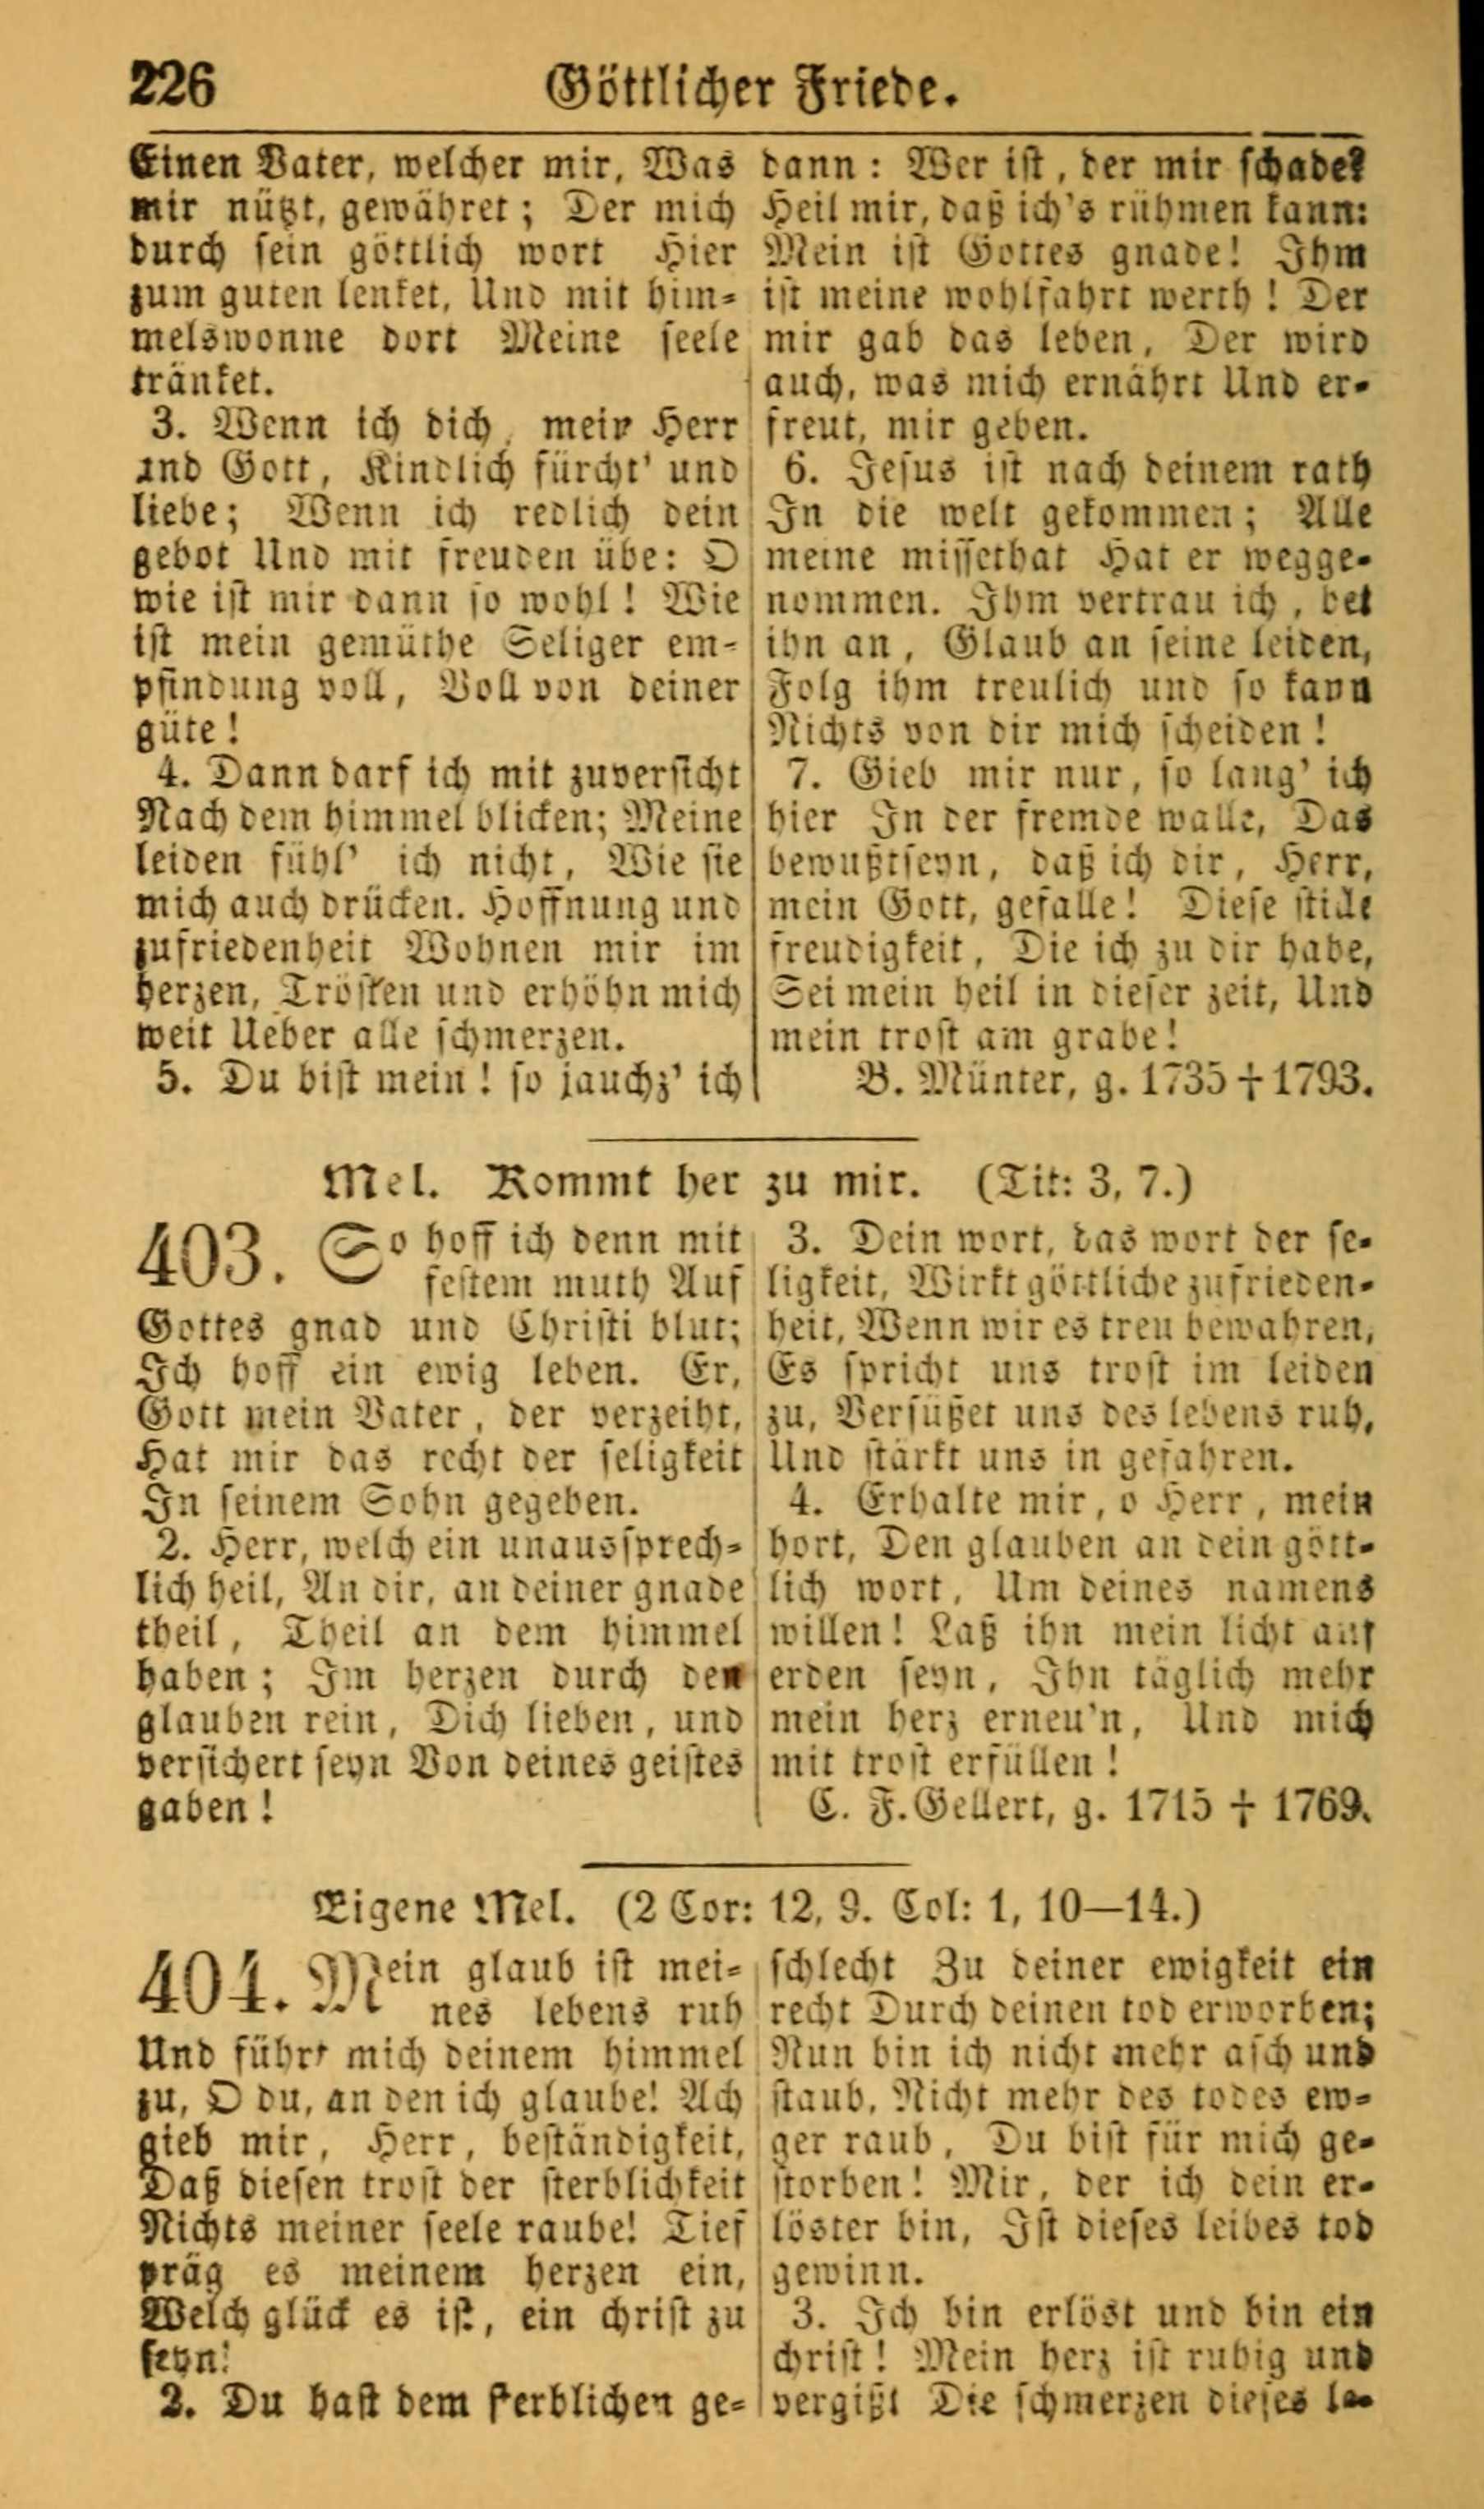 226
Göttlicher Friede.
Einen Vater, welcher mir, Was
mir nützt, gewähret; Der mich
durch sein göttlich wort Hier
zum guten lenket, Und mit him-
melswonne dort Meine seele
tränket.
3. Wenn ich dich, mein Herr
und Gott, Kindlich fürcht' und
liebe; Wenn ich redlich dein
gebot Und mit freuden übe: O
wie ist mir dann so wohl! Wie
ist mein gemüthe Seliger em-
pfindung voll, Voll von deiner
güte!
4. Dann darf ich mit zuversicht
Nach dem himmel blicken; Meine
leiden fühl' ich nicht, Wie sie
mich auch drücken. Hoffnung und
zufriedenheit Wohnen mir im
herzen, Trösten und erhöhn mich
weit Ueber alle schmerzen.
5. Du bist mein! so jauchz' ich
dann: Wer ist, der mir schade?
Heil mir, daß ich's rühmen kann:
Mein ist Gottes gnade! Ihm
ist meine wohlfahrt werth! Der
mir gab das leben, Der wird
auch, was mich ernährt Und er-
freut, mir geben.
6. Jesus ist nach deinem rath
In die welt gekommen; Alle
meine missethat Hat er wegge-
nommen. Ihm vertrau ich, bet
ihn an, Glaub an seine leiden,
Folg ihm treulich und so kann
Nichts von dir mich scheiden!
7. Gieb mir nur, so lang' ich
hier In der fremde walle, Das
bewußtseyn, daß ich dir, Herr,
mein Gott, gefalle! Diese stille
freudigkeit, Die ich zu dir habe,
Sei mein heil in dieser zeit, Und
mein trost am grabe!
B. Münter, g. 1735 † 1793.
Mel. Kommt her zu mir. (Tit: 3, 7.)
403. So hoff ich denn mit
festem muth Auf
Gottes gnad und Christi blut;
Ich hoff ein ewig leben. Er,
Gott mein Vater, der verzeiht,
Hat mir das recht der seligkeit
In seinem Sohn gegeben.
2. Herr, welch ein unaussprech-
lich heil, An dir, an deiner gnade
theil, Theil an dem himmel
haben; Im herzen durch den
glauben rein, Dich lieben, und
versichert seyn Von deines geistes
gaben!
3. Dein wort, das wort der se-
ligkeit, Wirkt göttliche zufrieden-
heit, Wenn wir es treu bewahren,
Es spricht uns trost im leiden
zu, Versüßet uns des lebens ruh,
Und stärkt uns in gefahren.
4. Erhalte mir, o Herr, mein
hort, Den glauben an dein gött-
lich wort, Um deines namens
willen! Laß ihn mein licht auf
erden seyn, Ihn täglich mehr
mein herz erneu'n, Und mich
mit trost erfüllen!
C. F. Gellert, g. 1715 † 1769.
Eigene Mel. (2 Cor: 12, 9. Col: 1, 10—14.)
404. Mein glaub ist mei-
nes lebens ruh
Und führt mich deinem himmel
zu, O du, an den ich glaube! Ach
gieb mir, Herr, beständigkeit,
Daß diesen trost der sterblichkeit
Nichts meiner seele raube! Tief
präg es meinem herzen ein,
Welch glück es ist, ein christ zu
seyn!
2. Du hast dem sterblichen ge-
schlecht Zu deiner ewigkeit ein
recht Durch deinen tod erworben;
Nun bin ich nicht mehr asch und
staub, Nicht mehr des todes ew-
ger raub, Du bist für mich ge-
storben! Mir, der ich dein er-
löster bin, Ist dieses leibes tod
gewinn.
3. Ich bin erlöst und bin ein
christ! Mein herz ist ruhig und
vergißt Die schmerzen dieses le-